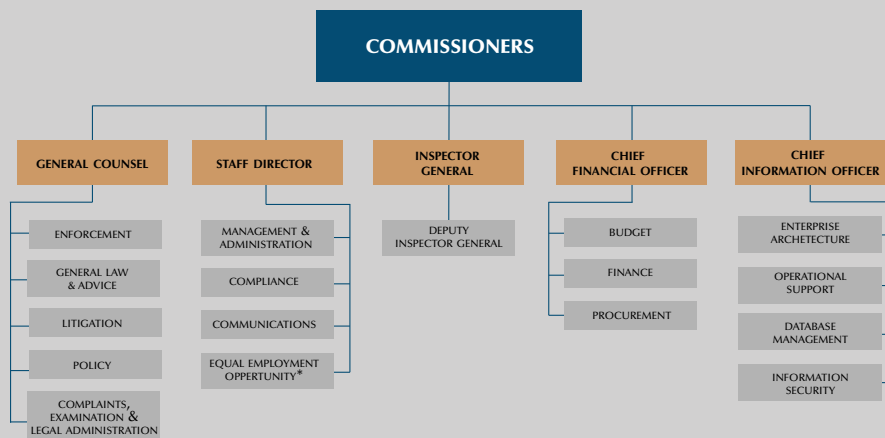 COMMISSIONERS
GENERAL COUNSEL
STAFF DIRECTOR
INSPECTOR
GENERAL
CHIEF
FINANCIAL OFFICER
CHIEF
INFORMATION OFFICER
ENFORCEMENT
GENERAL LAW
& ADVICE
LITIGATION
POLICY
COMPLAINTS,
EXAMINATION &
LEGAL ADMINISTRATION
MANAGEMENT &
ADMINISTRATION
COMPLIANCE
COMMUNICATIONS
EQUAL EMPLOYMENT
OPPERTUNITY*
DEPUTY
INSPECTOR GENERAL
BUDGET
FINANCE
PROCUREMENT
ENTERPRISE
ARCHETECTURE
OPERATIONAL
SUPPORT
DATABASE
MANAGEMENT
INFORMATION
SECURITY